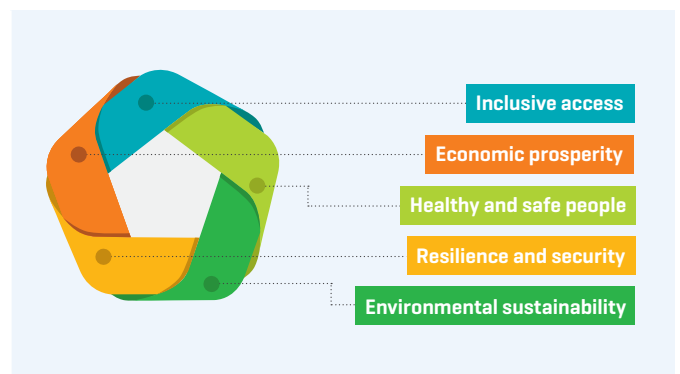 Inclusive access
Economic prosperity
Healthy and safe people
Resilience and security
Environmental sustainability